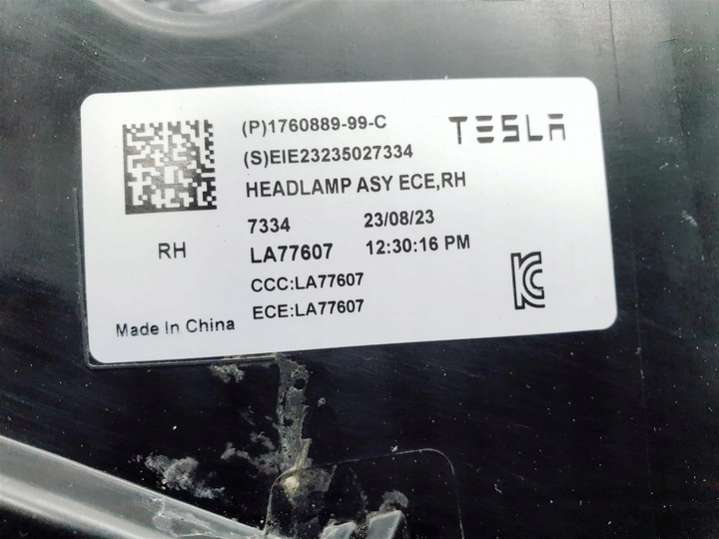 (P)1760889-99-C
TESLA
(S)EIE23235027334
HEADLAMP ASY ECE,RH
7334 23/08/23
RH
LA77607 12:30:16 PM
CCC:LA77607
ECE:LA77607
KC
Made In China